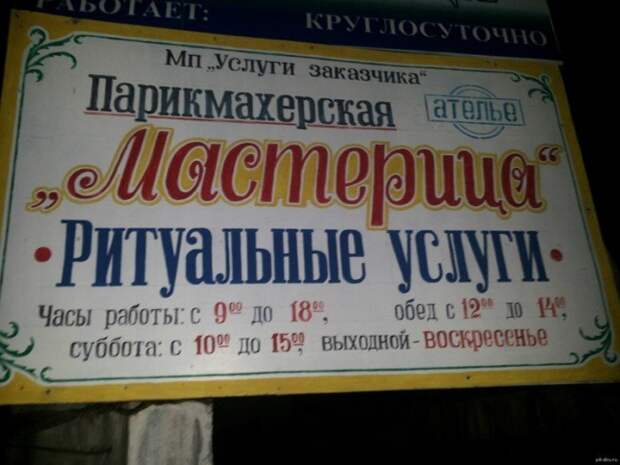 РАБОТАЕТ: КРУГЛОСУТОЧНО
Мп „Услуги заказчика“
Парикмахерская ателье
„Мастерица“
· Ритуальные услуги ·
Часы работы: с 9⁰⁰ до 18⁰⁰, обед с 12⁰⁰ до 14⁰⁰,
суббота: с 10⁰⁰ до 15⁰⁰, выходной - воскресенье